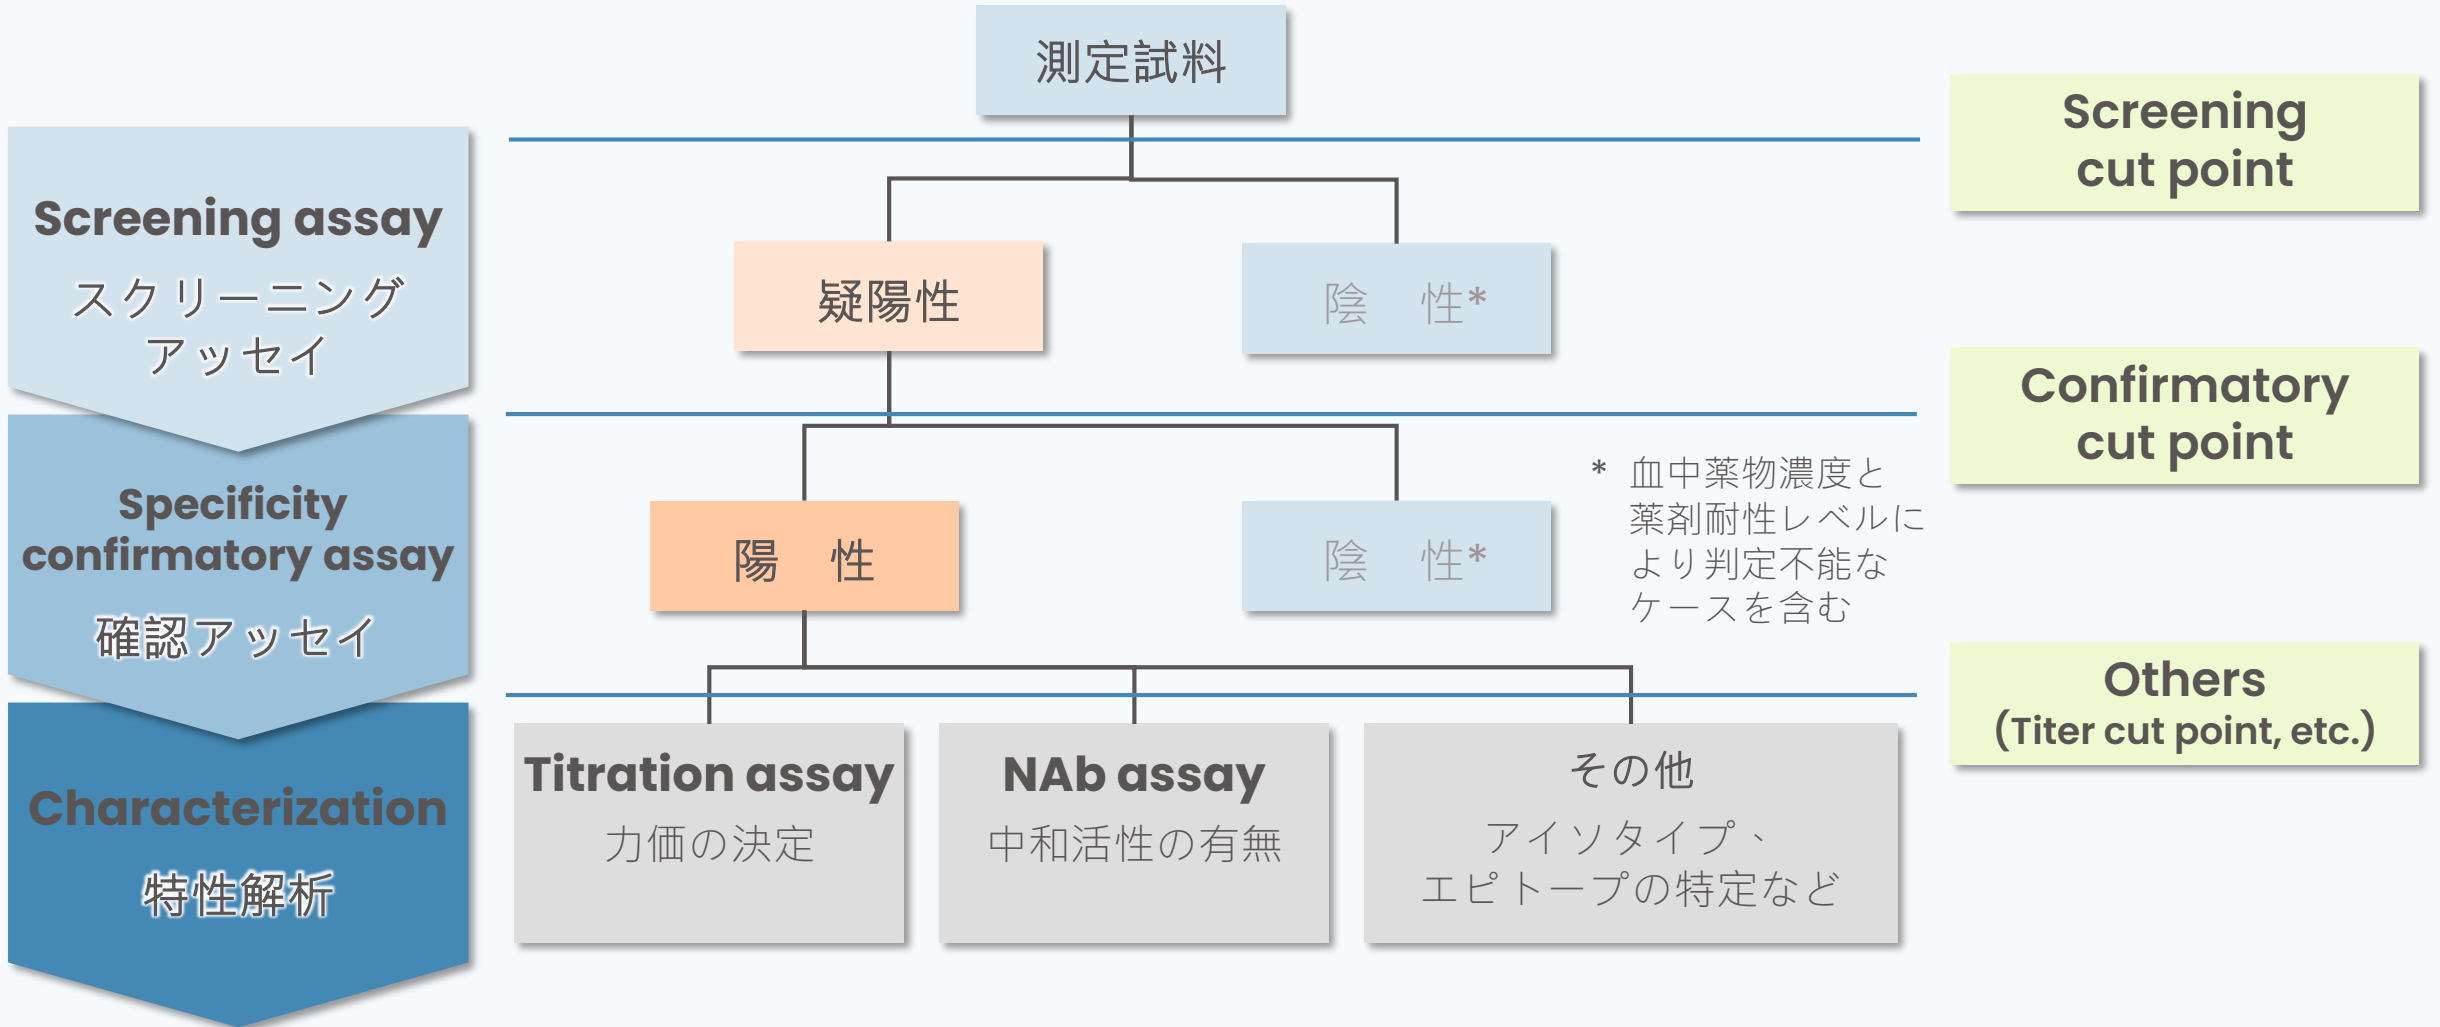 測定試料
Screening
cut point
Screening assay
スクリーニング
アッセイ
疑陽性
陰 性*
Confirmatory
cut point
Specificity
confirmatory assay
確認アッセイ
陽 性
陰 性*
* 血中薬物濃度と
薬剤耐性レベルに
より判定不能な
ケースを含む
Others
(Titer cut point, etc.)
Characterization
特性解析
Titration assay
力価の決定
NAb assay
中和活性の有無
その他
アイソタイプ、
エピトープの特定など